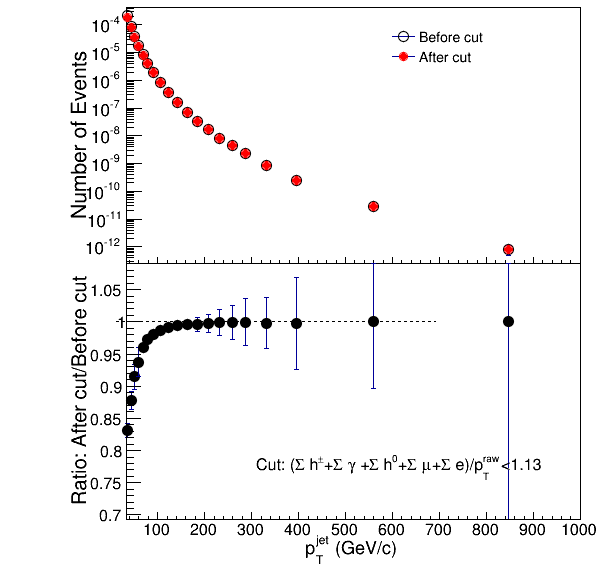 Number of Events
10-4
10-5
10-6
10-7
10-8
10-9
10-10
10-11
10-12
Before cut
After cut
Ratio: After cut/Before cut
1.05
1
0.95
0.9
0.85
0.8
0.75
0.7
Cut: (Σ h±+Σ γ +Σ h0+Σ μ+Σ e)/pTraw<1.13
100 200 300 400 500 600 700 800 900 1000
pTjet (GeV/c)